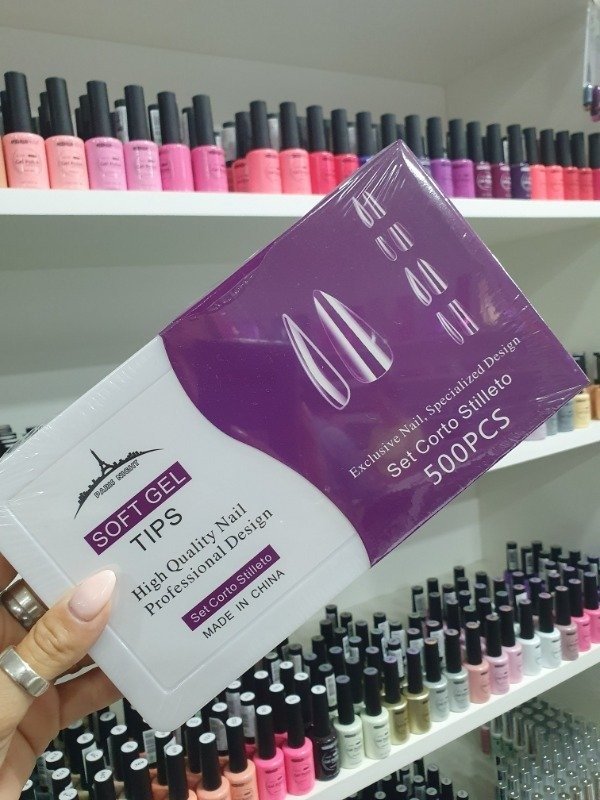 PARIS NIGHT
SOFT GEL
TIPS
High Quality Nail
Professional Design
Set Corto Stilleto
MADE IN CHINA
Exclusive Nail, Specialized Design
Set Corto Stilleto
500PCS